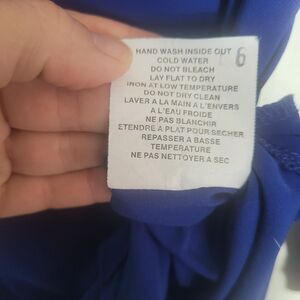 HAND WASH INSIDE OUT
COLD WATER
DO NOT BLEACH
LAY FLAT TO DRY
IRON AT LOW TEMPERATURE
DO NOT DRY CLEAN
LAVER A LA MAIN A L'ENVERS
A L'EAU FROIDE
NE PAS BLANCHIR
ETENDRE A PLAT POUR SECHER
REPASSER A BASSE
TEMPERATURE
NE PAS NETTOYER A SEC
6